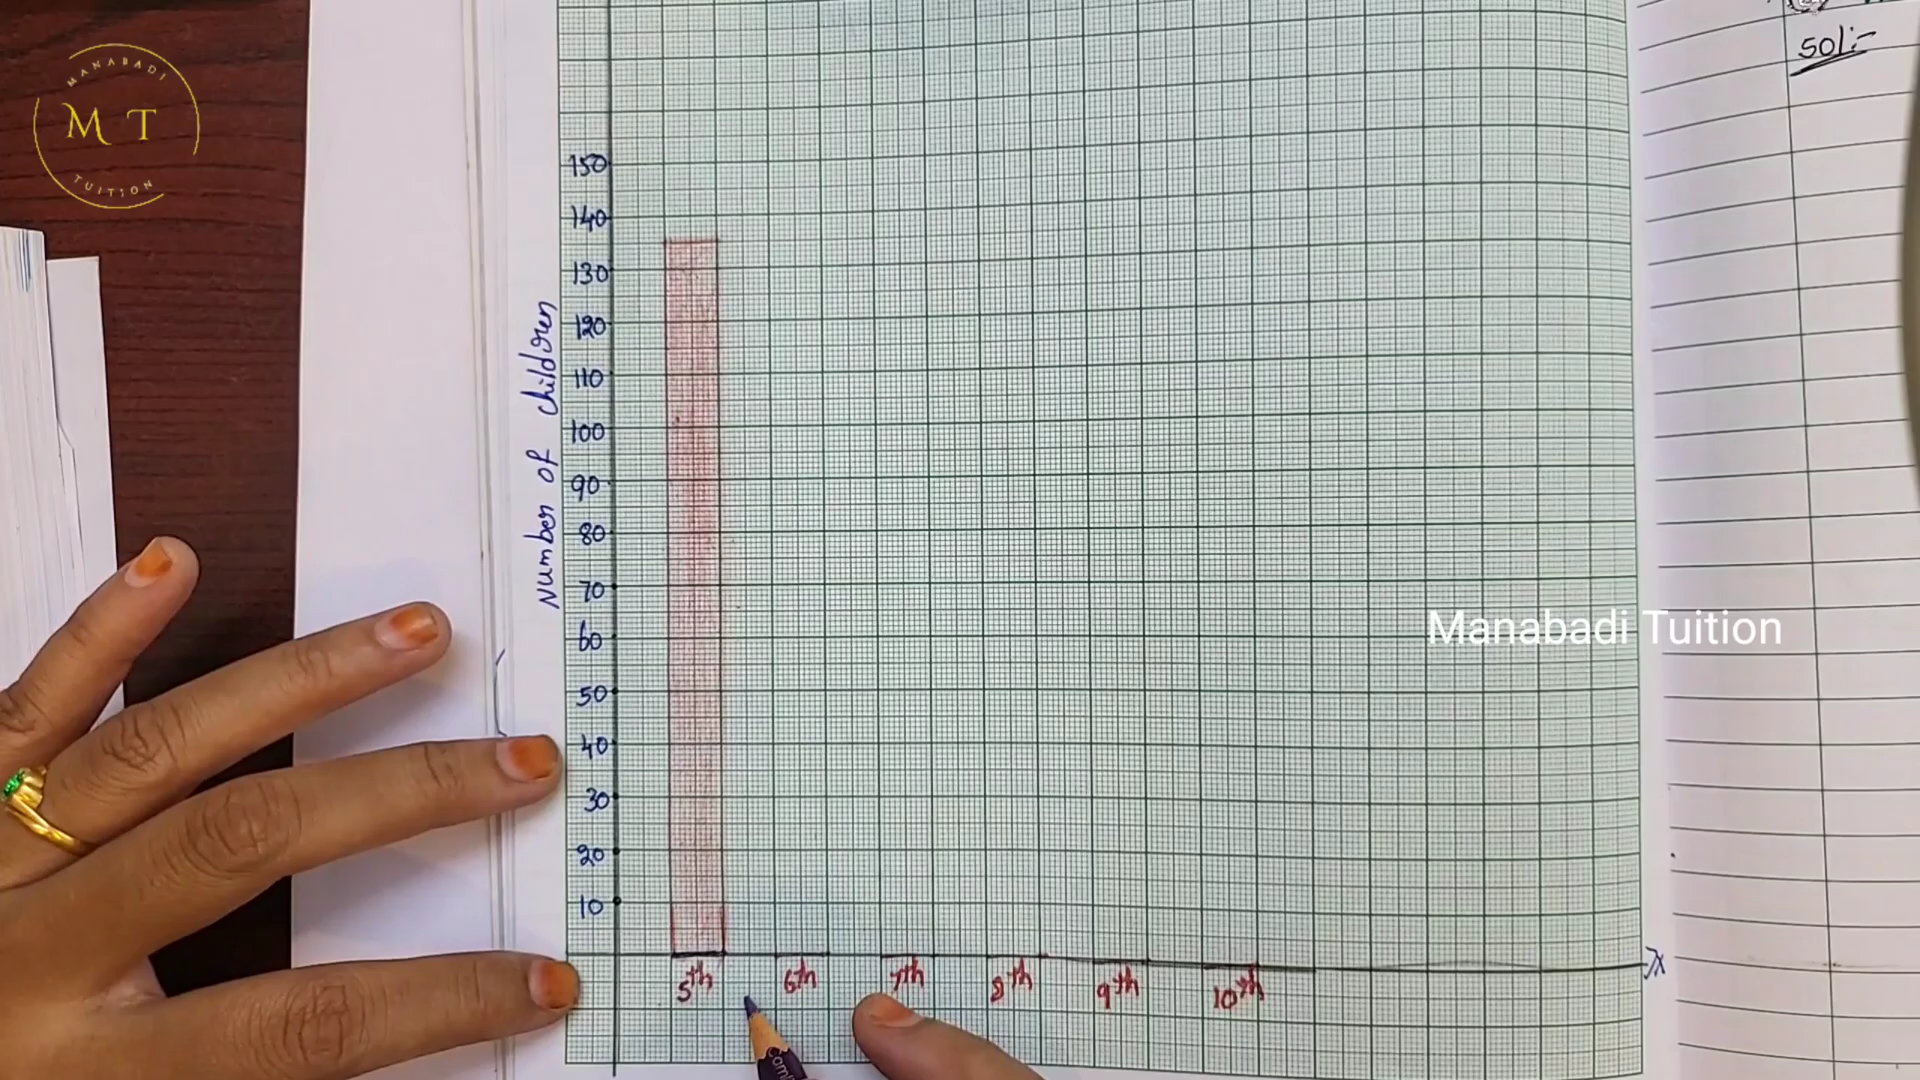 MANABADI
M T
TUITION
SOl:-
150
140
130
120
110
100
90
80
70
60
50
40
30
20
10
Number of children
Manabadi Tuition
5th 6th 7th 8th 9th 10th
X